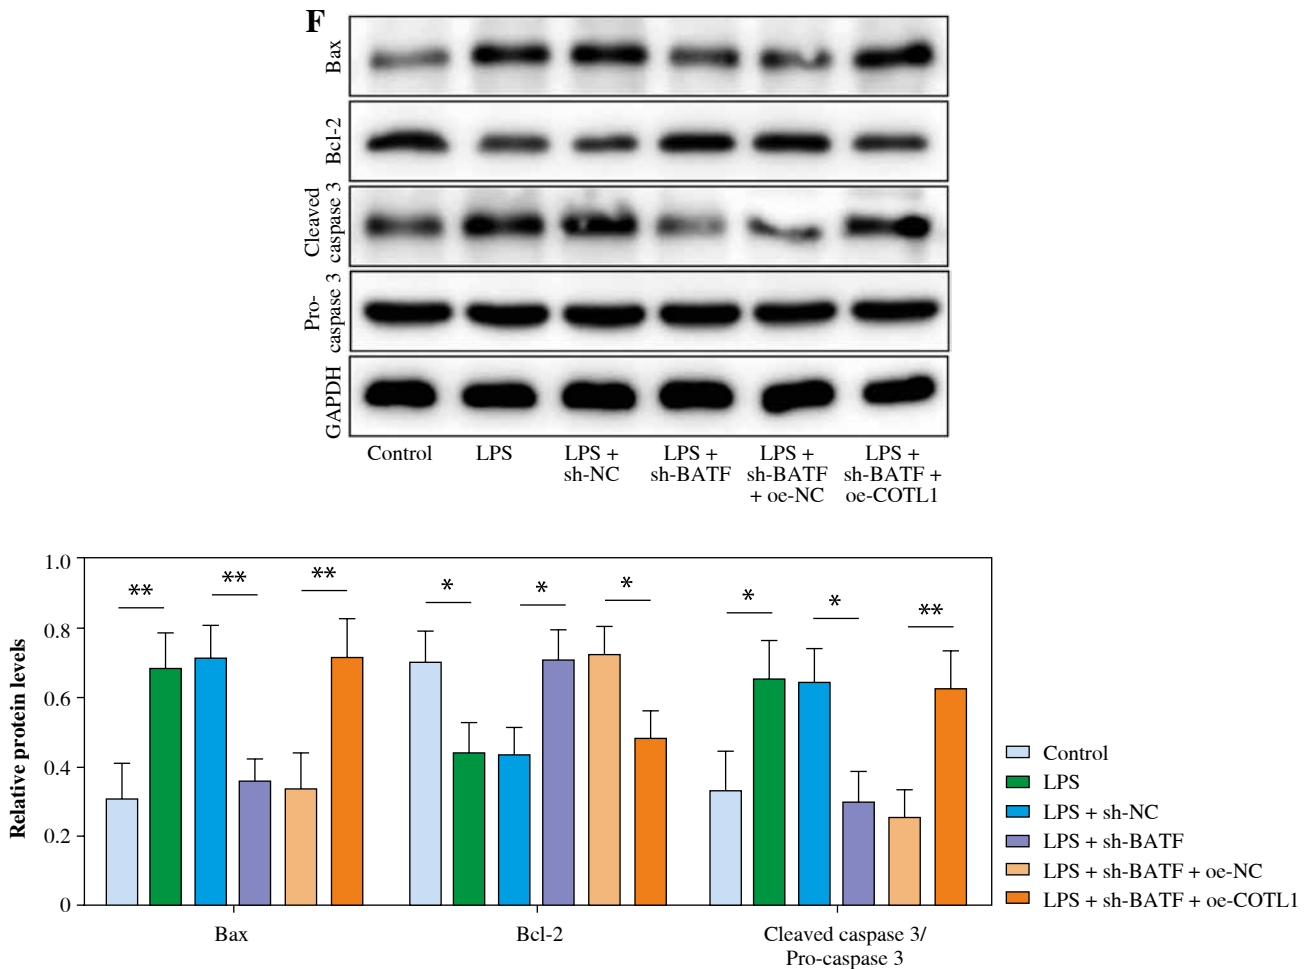 F
Bax
Bcl-2
Cleaved
caspase 3
Pro-
caspase 3
GAPDH
Control
LPS
LPS +
sh-NC
LPS +
sh-BATF
LPS +
sh-BATF
+ oe-NC
LPS +
sh-BATF +
oe-COTL1
Relative protein levels
1.0
0.8
0.6
0.4
0.2
0
**
**
**
*
*
*
*
*
**
Bax
Bcl-2
Cleaved caspase 3/
Pro-caspase 3
Control
LPS
LPS + sh-NC
LPS + sh-BATF
LPS + sh-BATF + oe-NC
LPS + sh-BATF + oe-COTL1